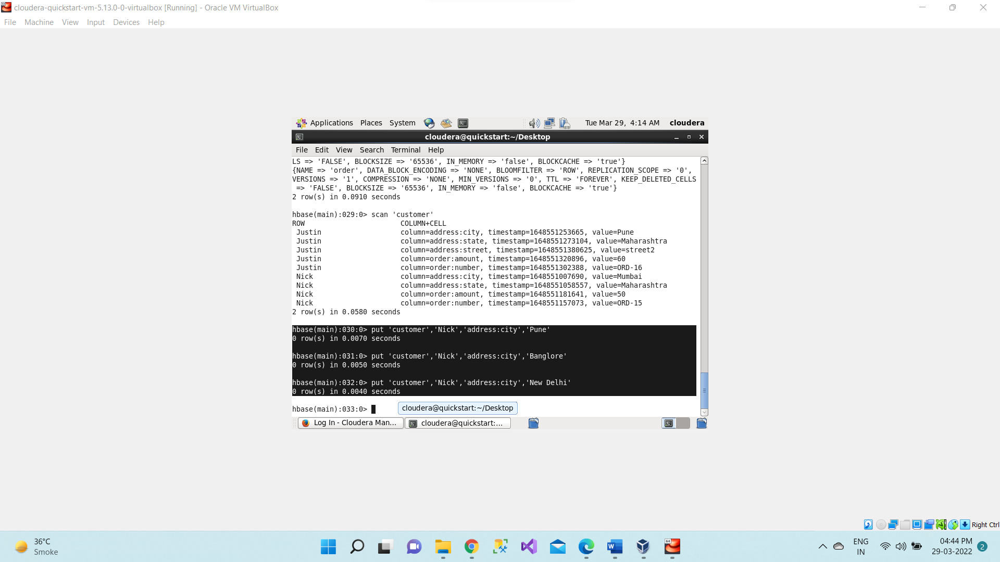 cloudera-quickstart-vm-5.13.0-0-virtualbox [Running] - Oracle VM VirtualBox
File Machine View Input Devices Help
Applications Places System Tue Mar 29, 4:14 AM cloudera
cloudera@quickstart:~/Desktop
File Edit View Search Terminal Help
LS => 'FALSE', BLOCKSIZE => '65536', IN_MEMORY => 'false', BLOCKCACHE => 'true'}
{NAME => 'order', DATA_BLOCK_ENCODING => 'NONE', BLOOMFILTER => 'ROW', REPLICATION_SCOPE => '0',
VERSIONS => '1', COMPRESSION => 'NONE', MIN_VERSIONS => '0', TTL => 'FOREVER', KEEP_DELETED_CELLS
=> 'FALSE', BLOCKSIZE => '65536', IN_MEMORY => 'false', BLOCKCACHE => 'true'}
2 row(s) in 0.0910 seconds
hbase(main):029:0> scan 'customer'
ROW COLUMN+CELL
Justin column=address:city, timestamp=1648551253665, value=Pune
Justin column=address:state, timestamp=1648551273104, value=Maharashtra
Justin column=address:street, timestamp=1648551380625, value=street2
Justin column=order:amount, timestamp=1648551320896, value=60
Justin column=order:number, timestamp=1648551302388, value=ORD-16
Nick column=address:city, timestamp=1648551007690, value=Mumbai
Nick column=address:state, timestamp=1648551058557, value=Maharashtra
Nick column=order:amount, timestamp=1648551181641, value=50
Nick column=order:number, timestamp=1648551157073, value=ORD-15
2 row(s) in 0.0580 seconds
hbase(main):030:0> put 'customer','Nick','address:city','Pune'
0 row(s) in 0.0070 seconds
hbase(main):031:0> put 'customer','Nick','address:city','Banglore'
0 row(s) in 0.0050 seconds
hbase(main):032:0> put 'customer','Nick','address:city','New Delhi'
0 row(s) in 0.0040 seconds
hbase(main):033:0>
cloudera@quickstart:~/Desktop
Log In - Cloudera Man... cloudera@quickstart:...
Right Ctrl
36°C
Smoke
ENG
IN
04:44 PM
29-03-2022
2